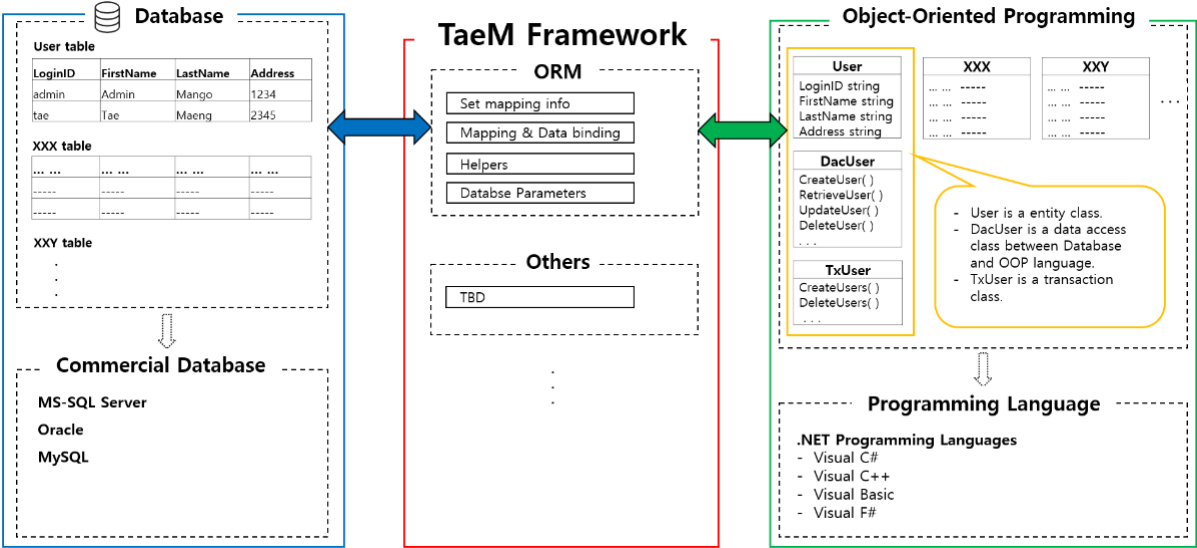 Database
User table
LoginID FirstName LastName Address
admin Admin Mango 1234
tae Tae Maeng 2345
XXX table
... ... ... ... ... ... ... ...
----- ----- ----- -----
----- ----- ----- -----
XXY table
.
.
.
Commercial Database
MS-SQL Server
Oracle
MySQL
TaeM Framework
ORM
Set mapping info
Mapping & Data binding
Helpers
Databse Parameters
Others
TBD
.
.
.
Object-Oriented Programming
User
LoginID string
FirstName string
LastName string
Address string
DacUser
CreateUser( )
RetrieveUser( )
UpdateUser( )
DeleteUser( )
. . .
TxUser
CreateUsers( )
DeleteUsers( )
. . .
XXX
... ... -----
... ... -----
... ... -----
... ... -----
XXY
... ... -----
... ... -----
... ... -----
... ... -----
. . .
- User is a entity class.
- DacUser is a data access
class between Database
and OOP language.
- TxUser is a transaction
class.
Programming Language
.NET Programming Languages
- Visual C#
- Visual C++
- Visual Basic
- Visual F#